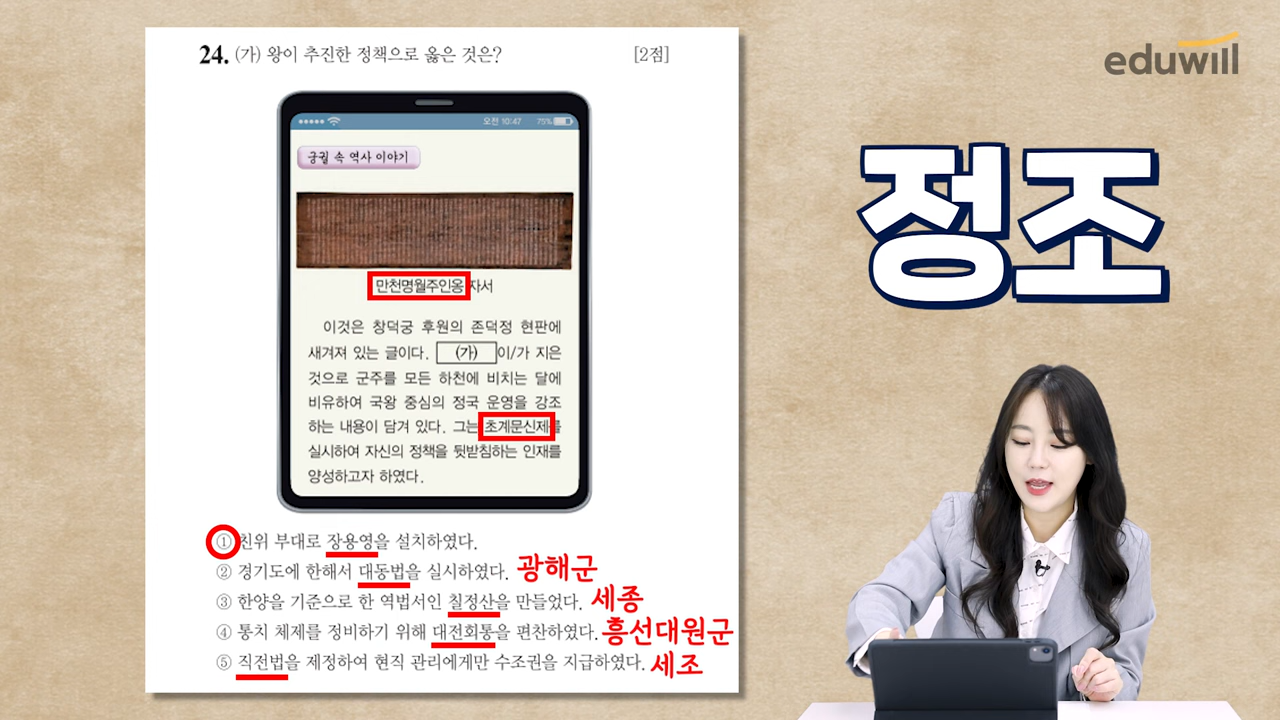 24. (가) 왕이 추진한 정책으로 옳은 것은? [2점]
eduwill
오전 10:47 75%
궁궐 속 역사 이야기
만천명월주인옹 자서
이것은 창덕궁 후원의 존덕정 현판에
새겨져 있는 글이다. (가) 이/가 지은
것으로 군주를 모든 하천에 비치는 달에
비유하여 국왕 중심의 정국 운영을 강조
하는 내용이 담겨 있다. 그는 초계문신제를
실시하여 자신의 정책을 뒷받침하는 인재를
양성하고자 하였다.
① 친위 부대로 장용영을 설치하였다.
② 경기도에 한해서 대동법을 실시하였다. 광해군
③ 한양을 기준으로 한 역법서인 칠정산을 만들었다. 세종
④ 통치 체제를 정비하기 위해 대전회통을 편찬하였다. 흥선대원군
⑤ 직전법을 제정하여 현직 관리에게만 수조권을 지급하였다. 세조
정조